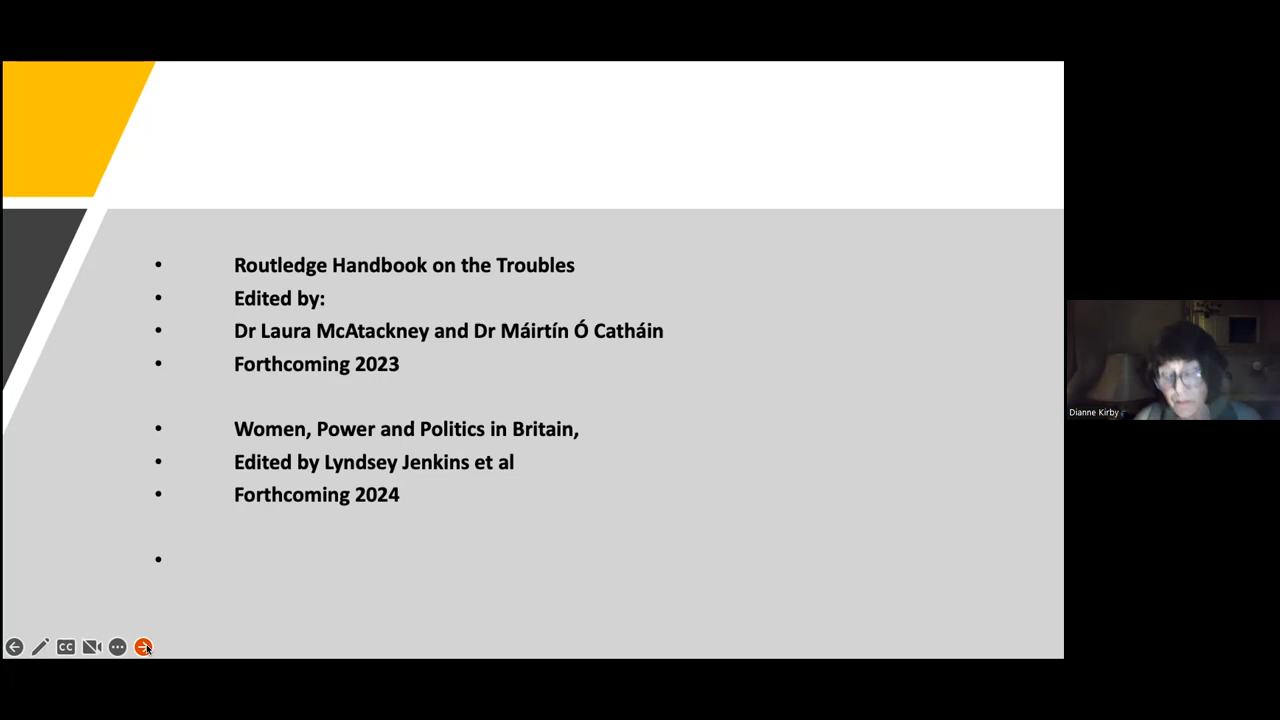 Routledge Handbook on the Troubles
Edited by:
Dr Laura McAtackney and Dr Máirtín Ó Catháin
Forthcoming 2023
Women, Power and Politics in Britain,
Edited by Lyndsey Jenkins et al
Forthcoming 2024
Dianne Kirby
CC